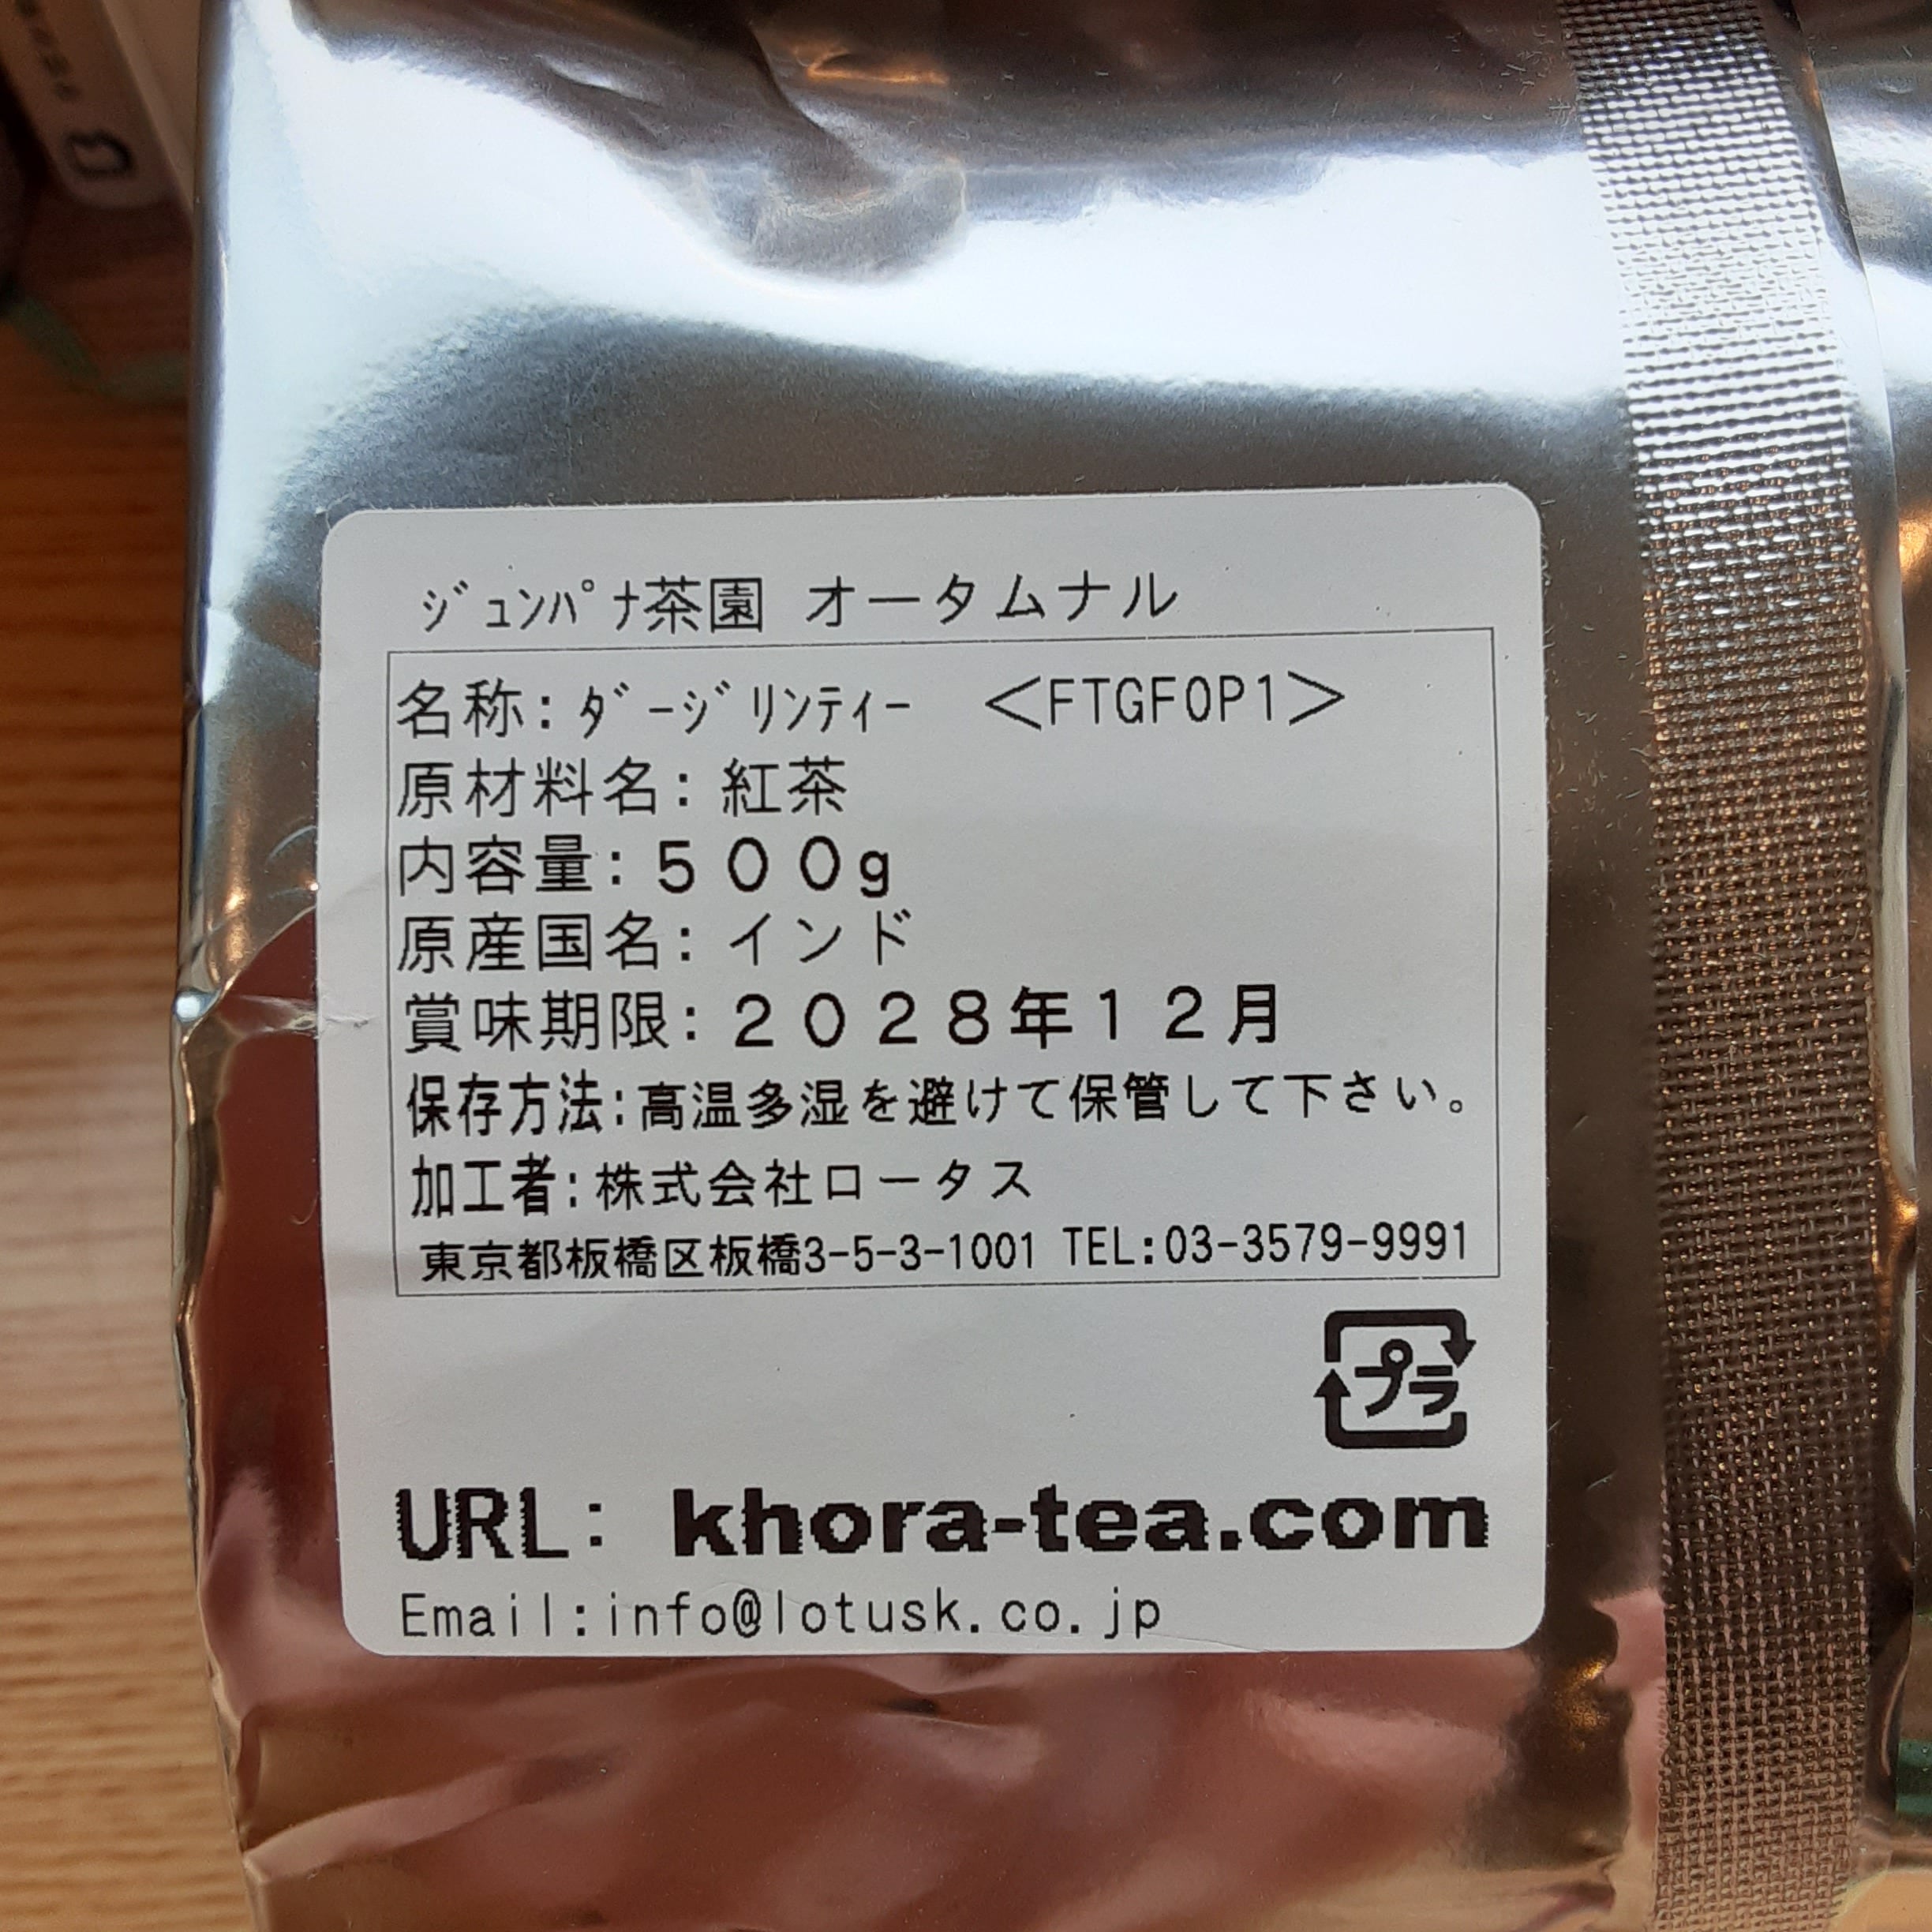 ｼﾞｭﾝﾊﾟﾅ茶園 オータムナル
名称：ﾀﾞｰｼﾞﾘﾝﾃｨｰ ＜FTGFOP1＞
原材料名：紅茶
内容量：５００g
原産国名：インド
賞味期限：２０２８年１２月
保存方法：高温多湿を避けて保管して下さい。
加工者：株式会社ロータス
東京都板橋区板橋3-5-3-1001 TEL:03-3579-9991
プラ
URL: khora-tea.com
Email:info@lotusk.co.jp